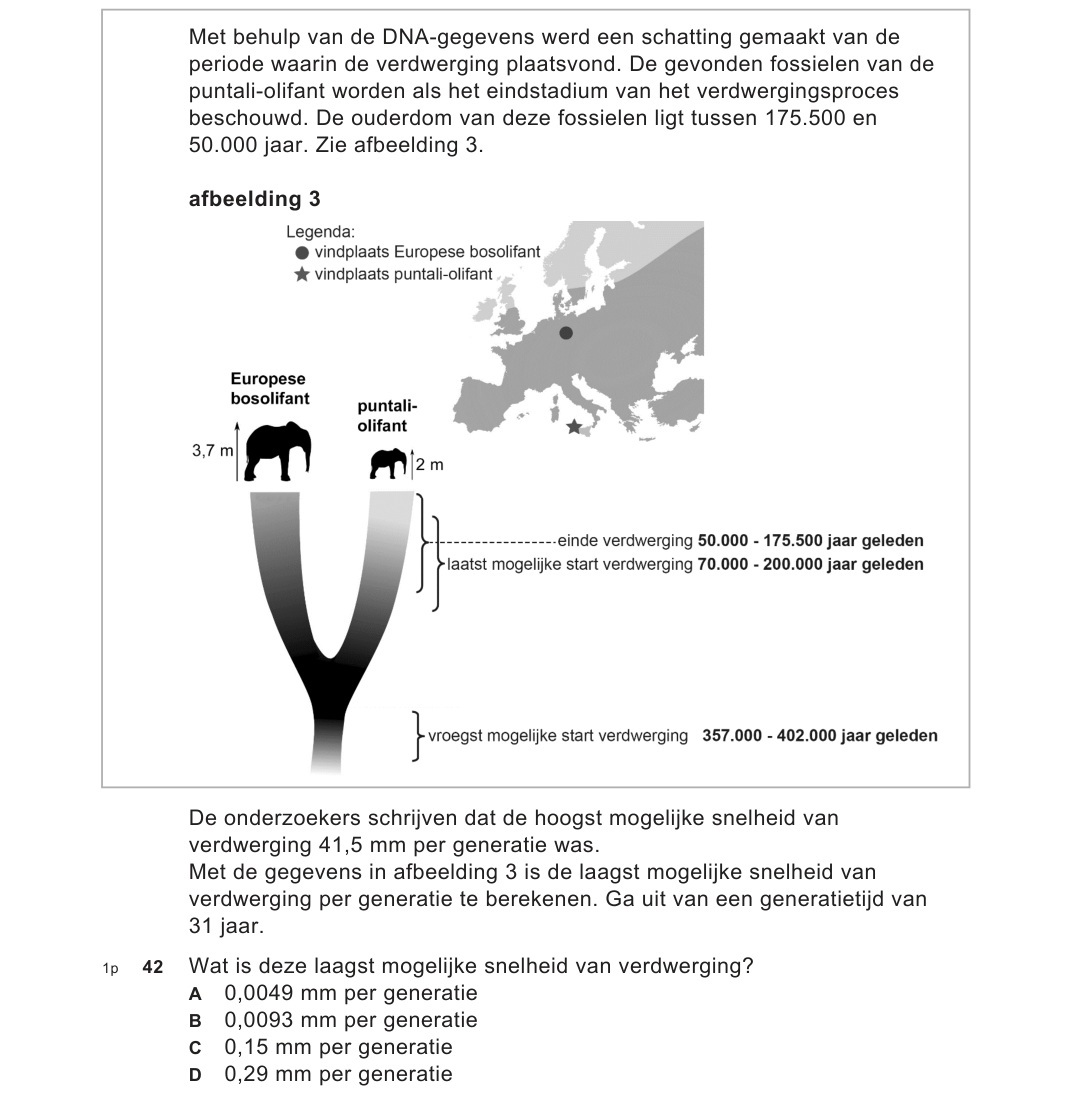 Met behulp van de DNA-gegevens werd een schatting gemaakt van de
periode waarin de verdwerging plaatsvond. De gevonden fossielen van de
puntali-olifant worden als het eindstadium van het verdwergingsproces
beschouwd. De ouderdom van deze fossielen ligt tussen 175.500 en
50.000 jaar. Zie afbeelding 3.
afbeelding 3
Legenda:
vindplaats Europese bosolifant
vindplaats puntali-olifant
Europese
bosolifant
puntali-
olifant
3,7 m
2 m
einde verdwerging 50.000 - 175.500 jaar geleden
laatst mogelijke start verdwerging 70.000 - 200.000 jaar geleden
vroegst mogelijke start verdwerging 357.000 - 402.000 jaar geleden
De onderzoekers schrijven dat de hoogst mogelijke snelheid van
verdwerging 41,5 mm per generatie was.
Met de gegevens in afbeelding 3 is de laagst mogelijke snelheid van
verdwerging per generatie te berekenen. Ga uit van een generatietijd van
31 jaar.
1p 42 Wat is deze laagst mogelijke snelheid van verdwerging?
A 0,0049 mm per generatie
B 0,0093 mm per generatie
C 0,15 mm per generatie
D 0,29 mm per generatie